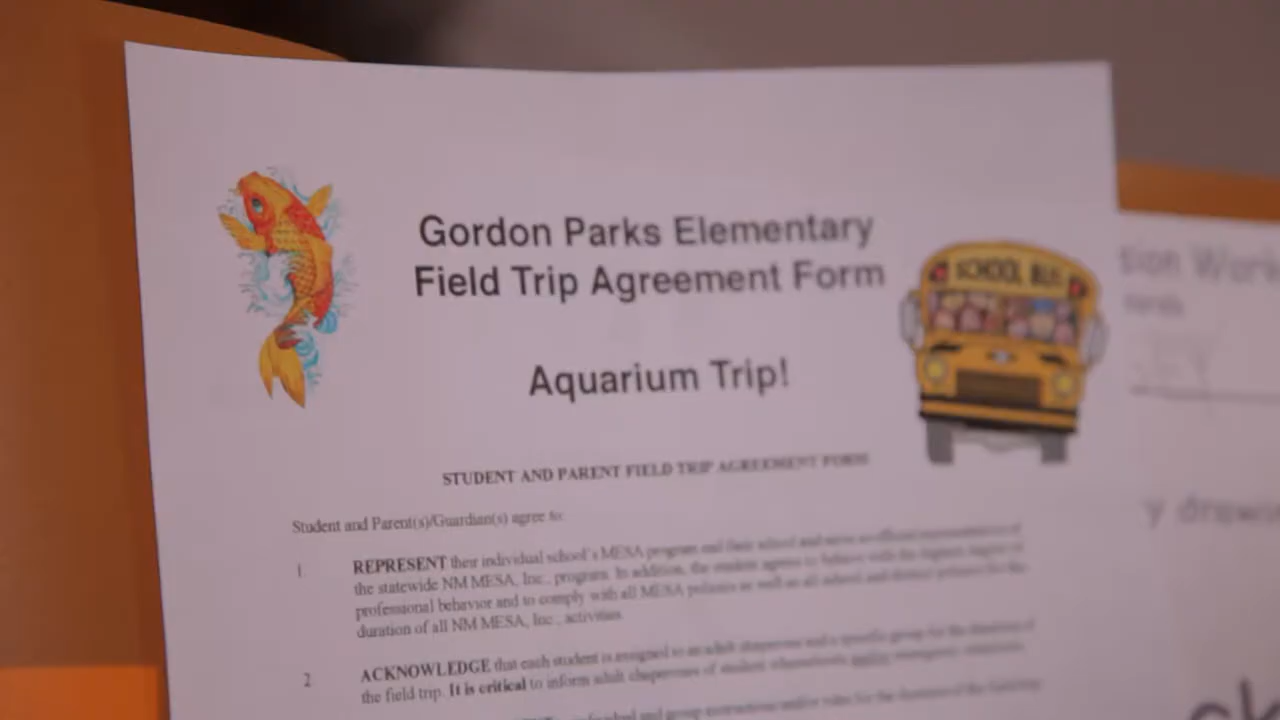 Gordon Parks Elementary
Field Trip Agreement Form
SCHOOL BUS
Aquarium Trip!
STUDENT AND PARENT FIELD TRIP AGREEMENT FORM
Student and Parent(s)/Guardian(s) agree to:
1. REPRESENT their individual school's MESA program and their school and serve as official representatives of
the statewide NM MESA, Inc., program. In addition, the student agrees to behave with the highest degree of
professional behavior and to comply with all MESA policies as well as all school and district policies for the
duration of all NM MESA, Inc., activities.
2. ACKNOWLEDGE that each student is assigned to an adult chaperone and a specific group for the duration of
the field trip. It is critical to inform adult chaperones of student
sion Work
y drawi